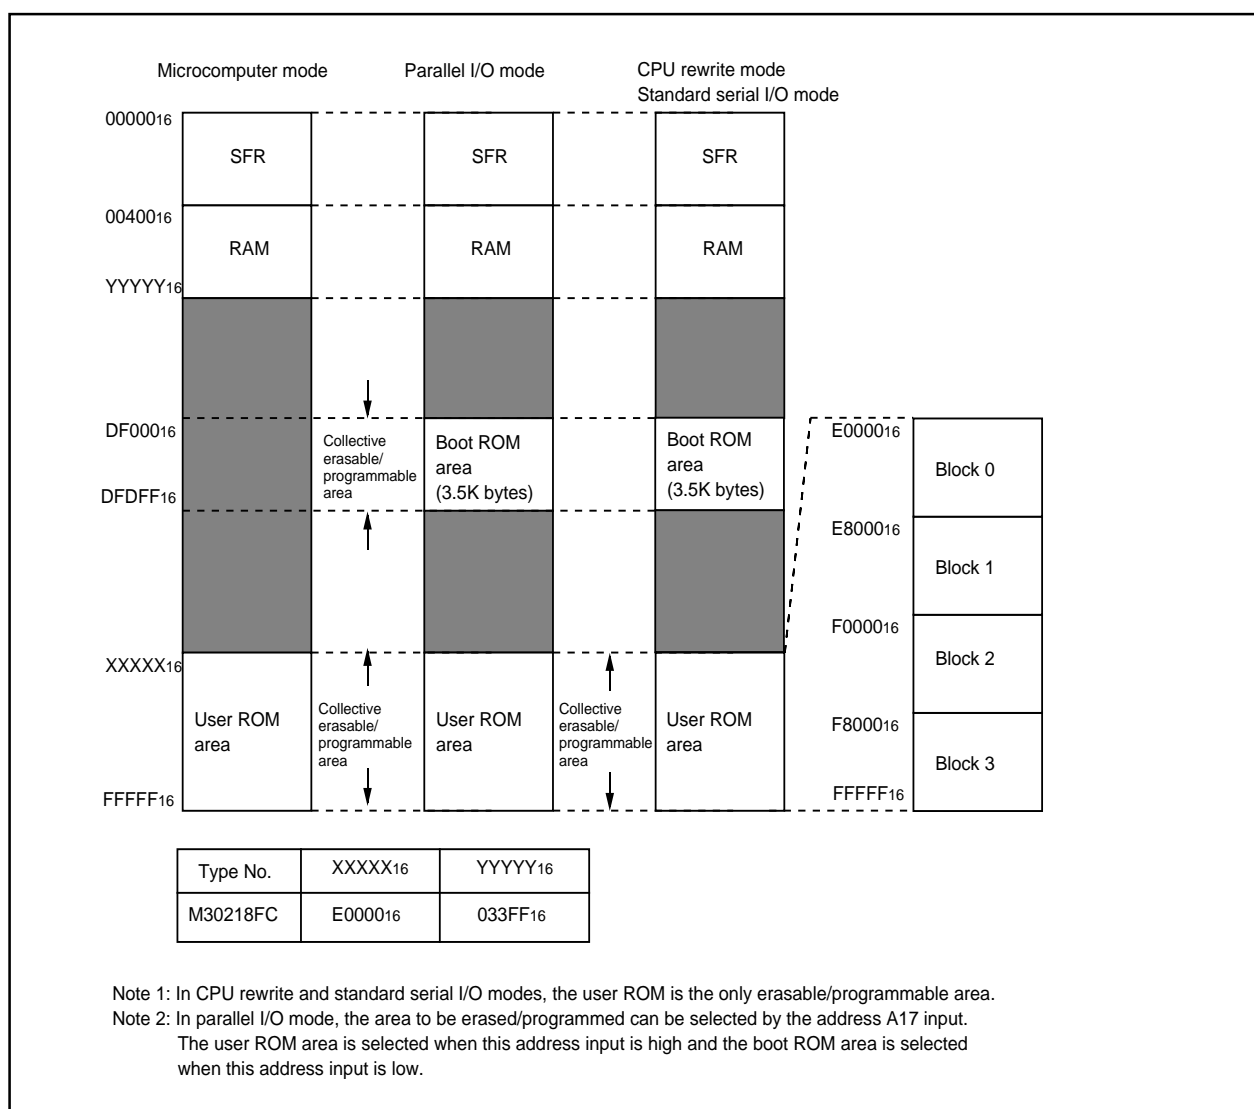 Microcomputer mode
Parallel I/O mode
CPU rewrite mode
Standard serial I/O mode
0000016
SFR
SFR
SFR
0040016
RAM
RAM
RAM
YYYYY16
DF00016
Collective
erasable/
programmable
area
Boot ROM
area
(3.5K bytes)
Boot ROM
area
(3.5K bytes)
DFDFF16
E000016
Block 0
E800016
Block 1
F000016
Block 2
F800016
Block 3
FFFFF16
XXXXX16
User ROM
area
Collective
erasable/
programmable
area
User ROM
area
Collective
erasable/
programmable
area
User ROM
area
FFFFF16
Type No.
XXXXX16
YYYYY16
M30218FC
E000016
033FF16
Note 1: In CPU rewrite and standard serial I/O modes, the user ROM is the only erasable/programmable area.
Note 2: In parallel I/O mode, the area to be erased/programmed can be selected by the address A17 input.
The user ROM area is selected when this address input is high and the boot ROM area is selected
when this address input is low.